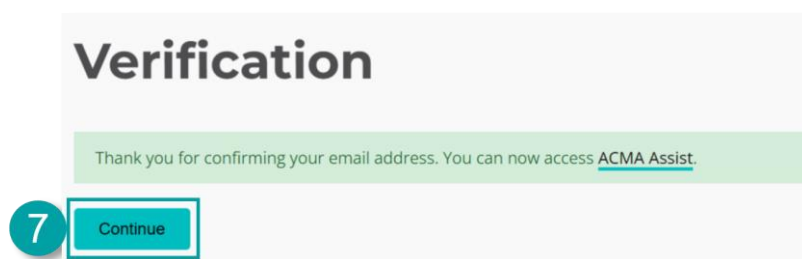 Verification
Thank you for confirming your email address. You can now access ACMA Assist.
7 Continue